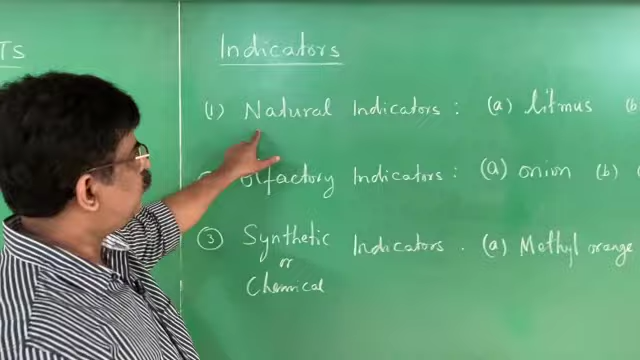 TS
Indicators
(1) Natural Indicators : (a) litmus (b
Olfactory Indicators : (a) onion (b)
(3) Synthetic Indicators . (a) Methyl orange
or
Chemical